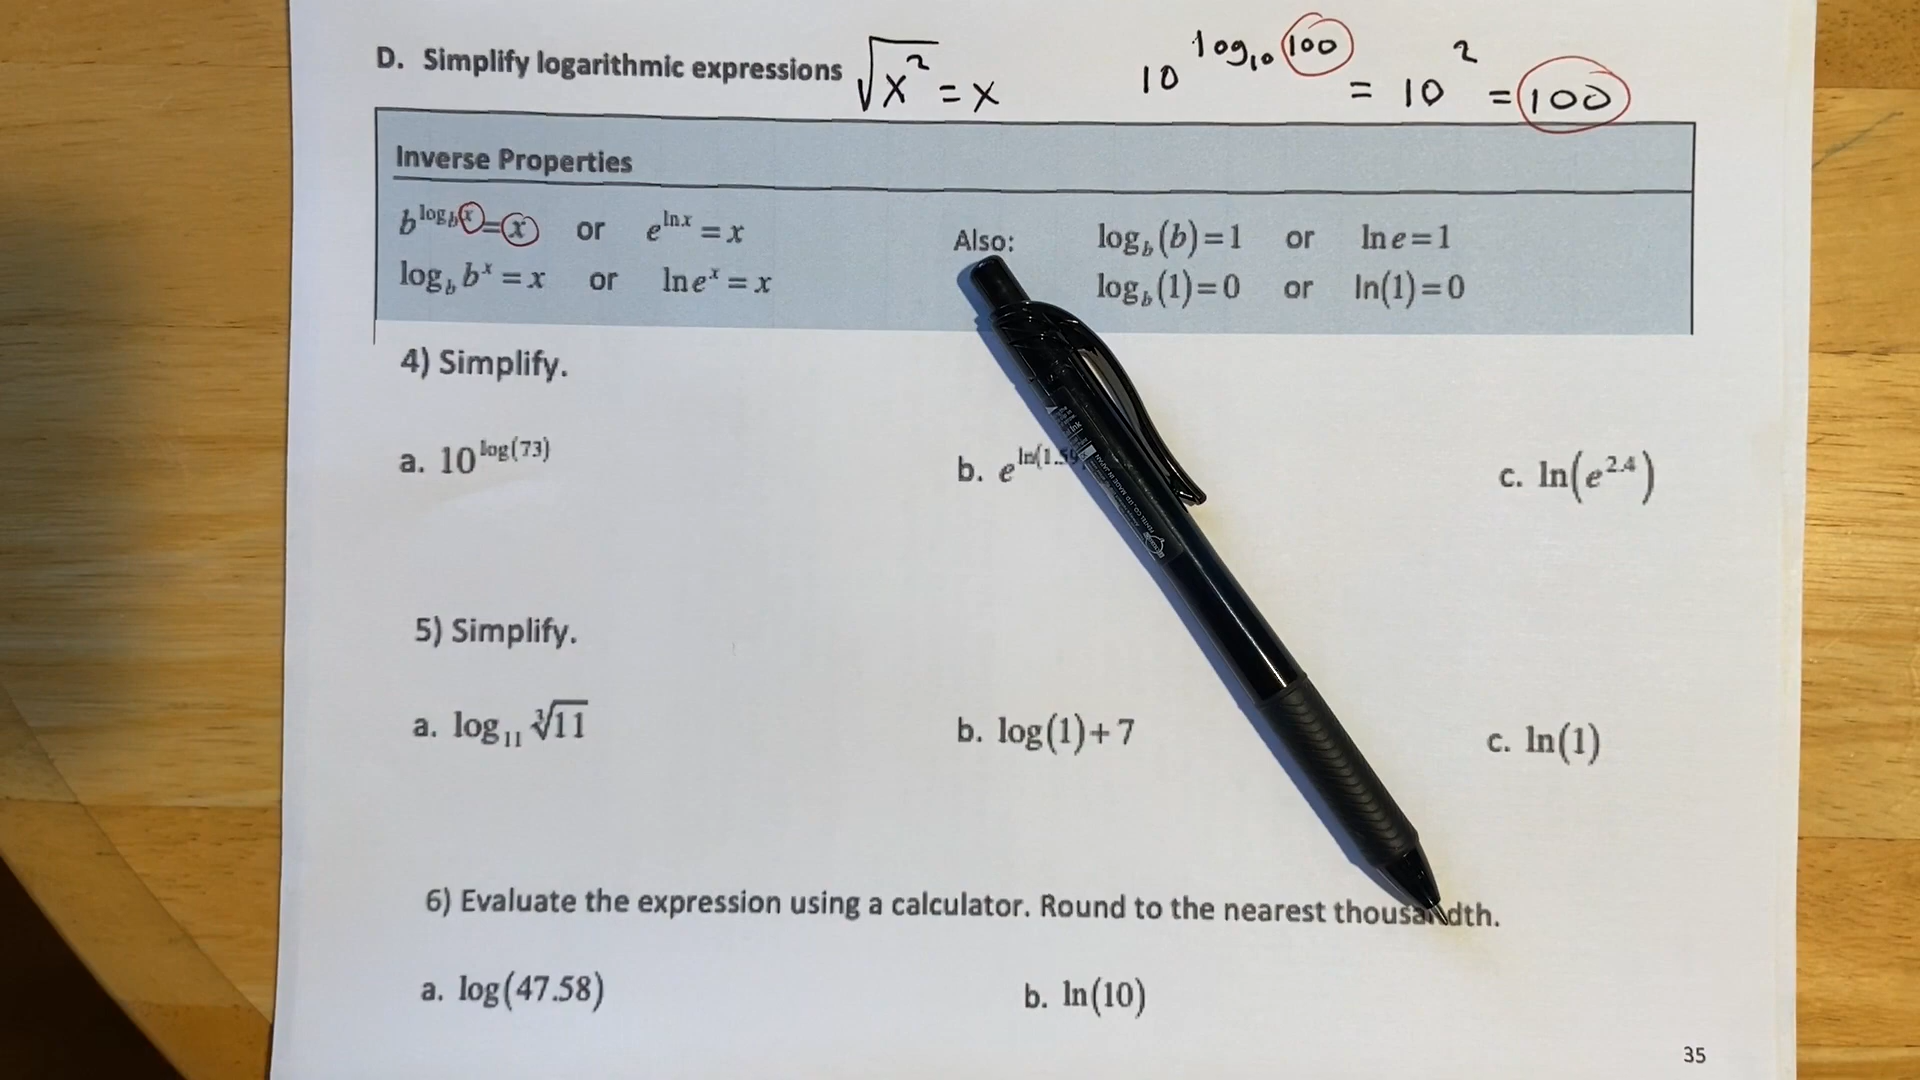 D. Simplify logarithmic expressions √x² = x 10^log₁₀ 100 = 10² = 100
Inverse Properties
b^log_b x = x or e^ln x = x Also: log_b (b) = 1 or ln e = 1
log_b b^x = x or ln e^x = x log_b (1) = 0 or ln(1) = 0
4) Simplify.
a. 10^log(73) b. e^ln(1.59 c. ln(e^2.4)
5) Simplify.
a. log₁₁ ∛11 b. log(1)+7 c. ln(1)
6) Evaluate the expression using a calculator. Round to the nearest thousandth.
a. log(47.58) b. ln(10)
35